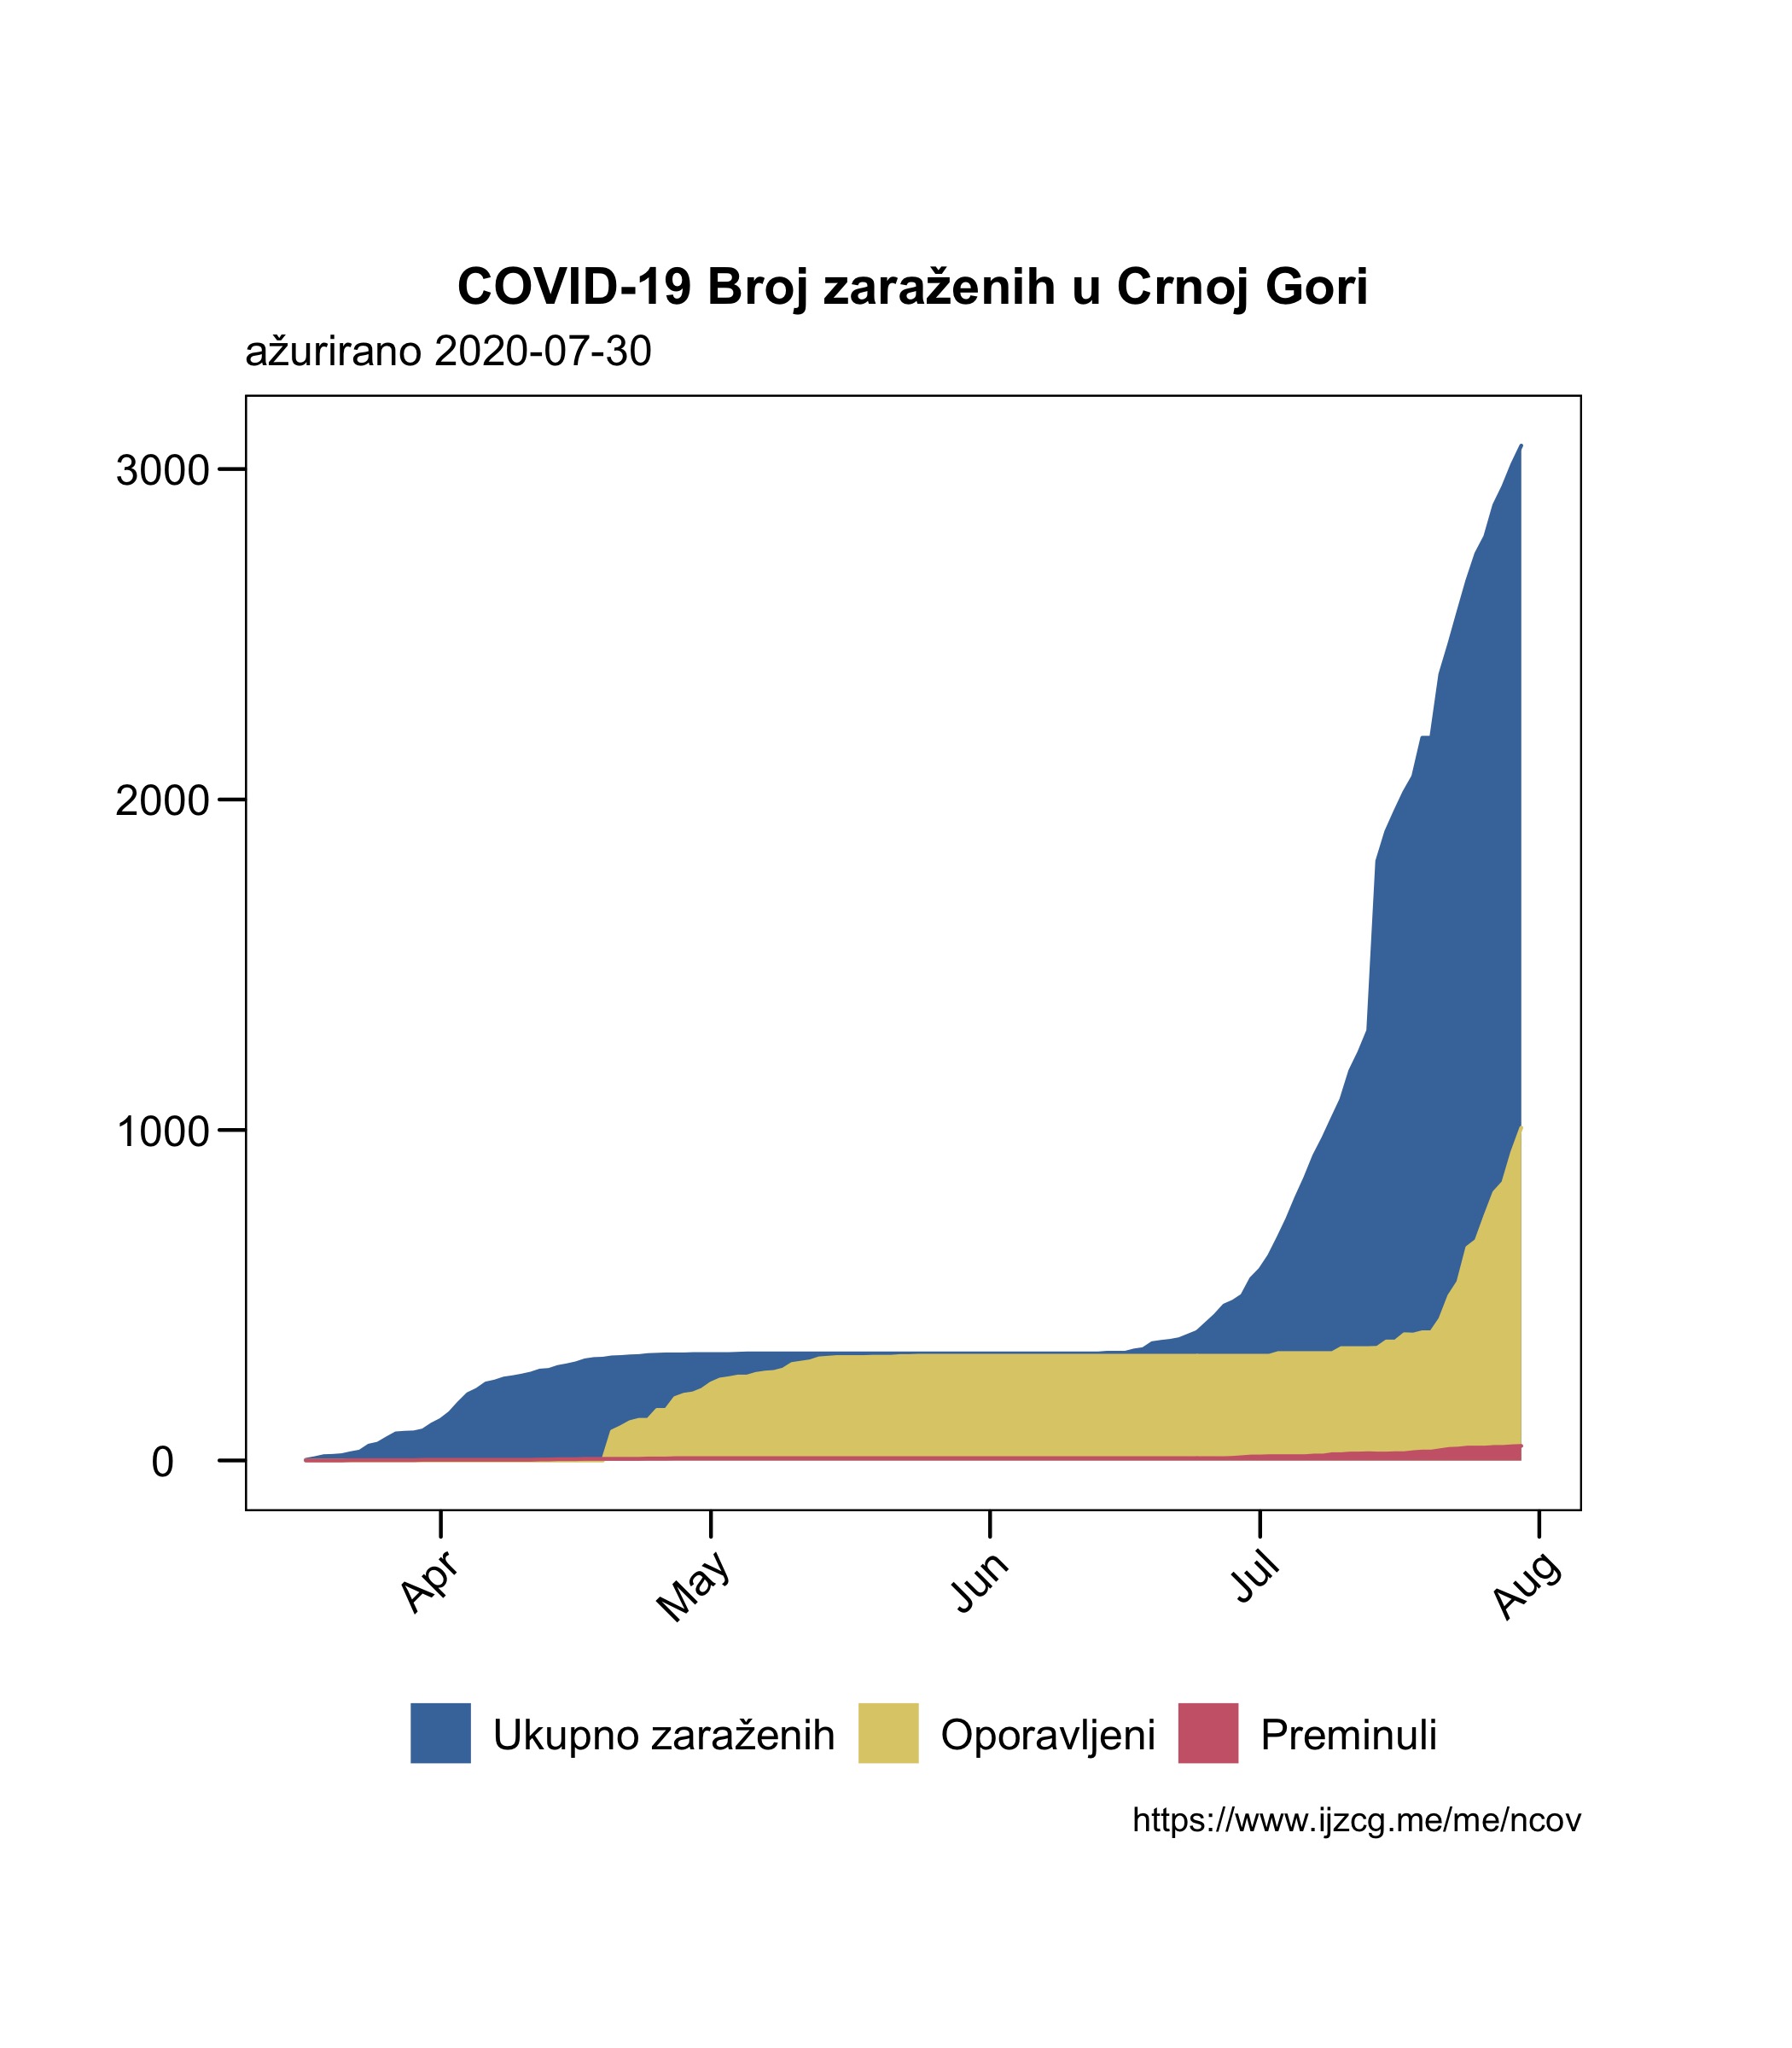 COVID-19 Broj zaraženih u Crnoj Gori
ažurirano 2020-07-30
3000
2000
1000
0
Apr
May
Jun
Jul
Aug
Ukupno zaraženih
Oporavljeni
Preminuli
https://www.ijzcg.me/me/ncov